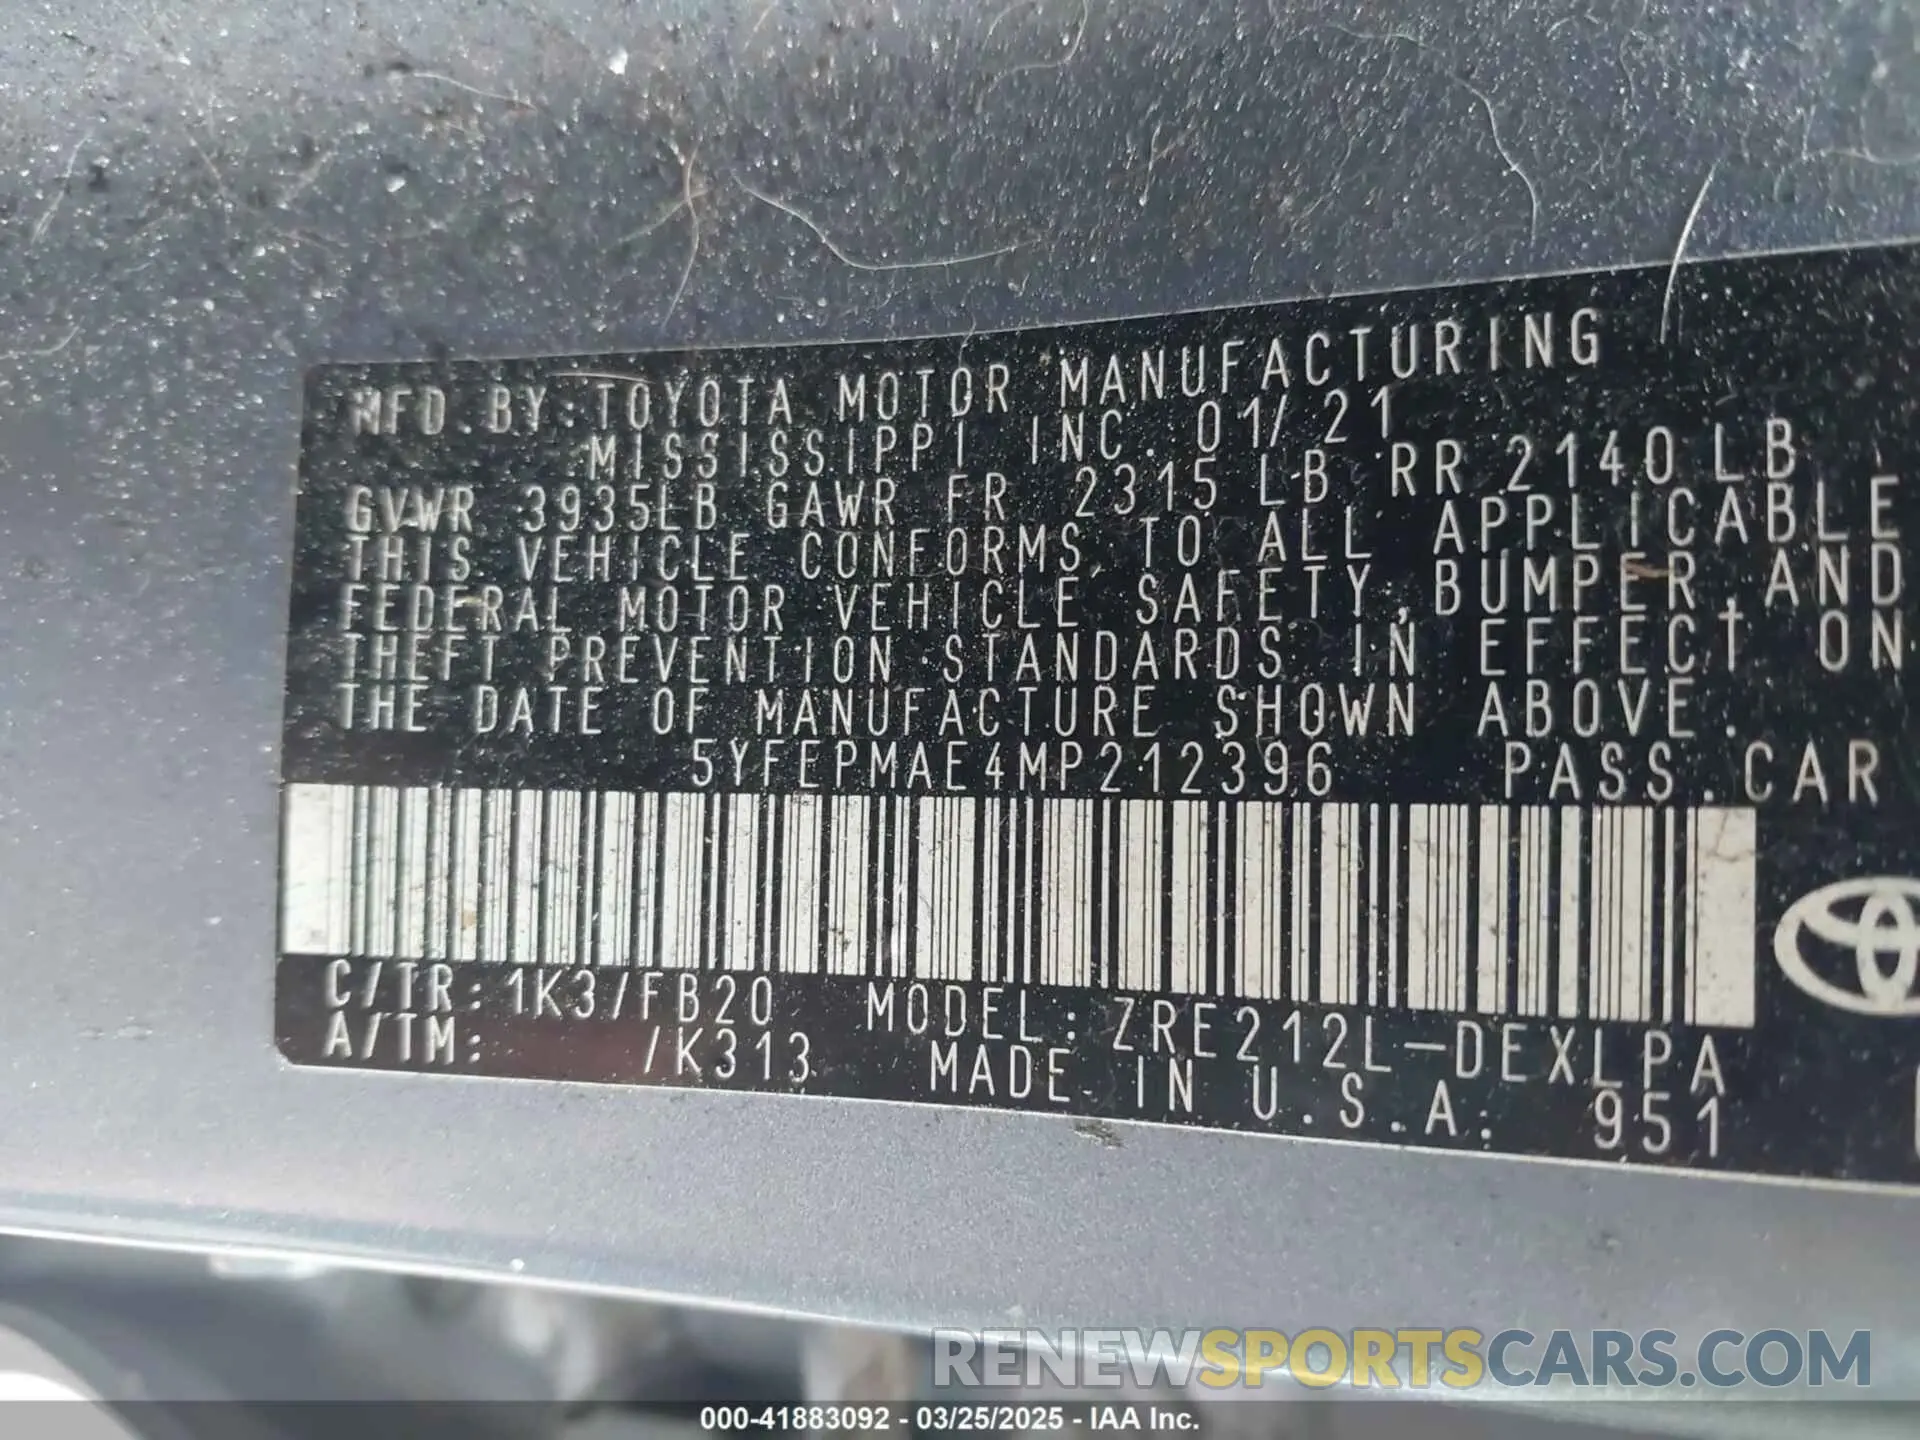 MFD. BY: TOYOTA MOTOR MANUFACTURING
MISSISSIPPI INC. 01/21
GVWR 3935LB GAWR FR 2315 LB RR 2140 LB
THIS VEHICLE CONFORMS TO ALL APPLICABLE
FEDERAL MOTOR VEHICLE SAFETY, BUMPER, AND
THEFT PREVENTION STANDARDS IN EFFECT ON
THE DATE OF MANUFACTURE SHOWN ABOVE.
5YFEPMAE4MP212396 PASS. CAR
C/TR: 1K3/FB20 MODEL: ZRE212L-DEXLPA
A/TM: /K313 MADE IN U.S.A. 951
RENEWSPORTSCARS.COM
000-41883092 - 03/25/2025 - IAA Inc.